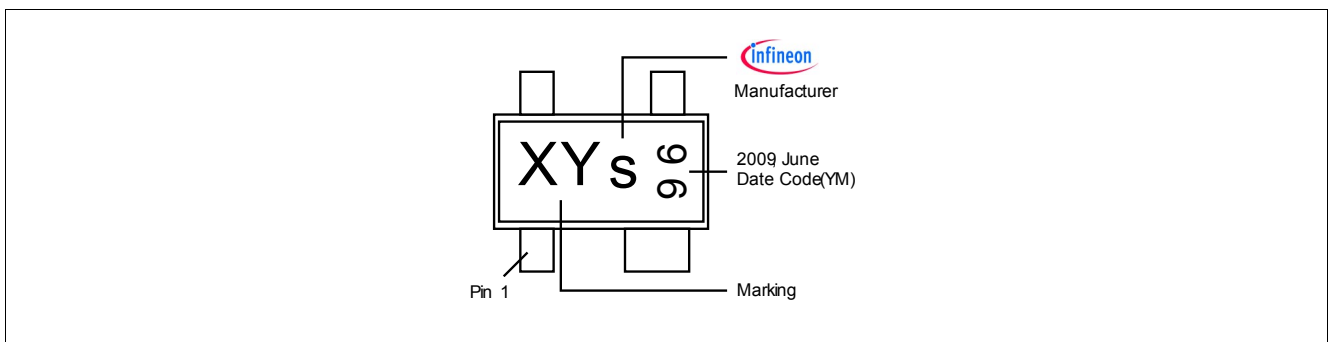 infineon
Manufacturer
XYs
96
2009, June
Date Code(YM)
Pin 1
Marking